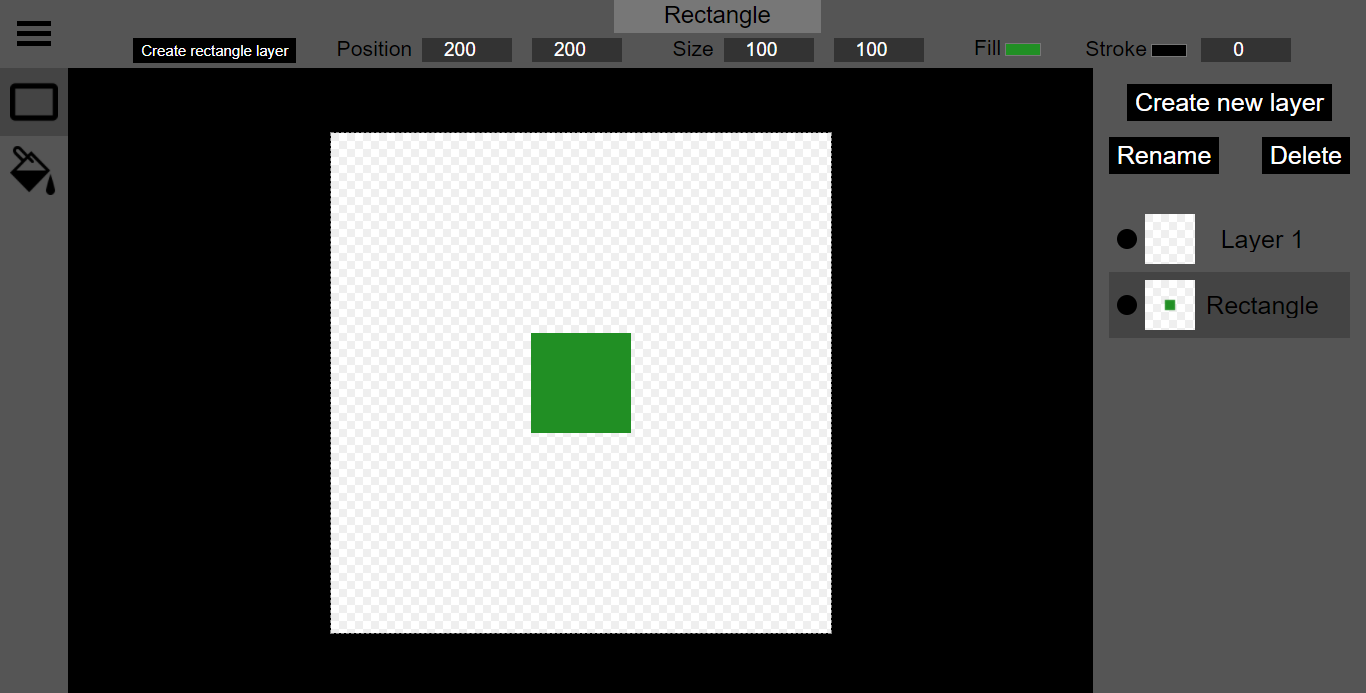 Rectangle
Create rectangle layer Position 200 200 Size 100 100 Fill Stroke 0
Create new layer
Rename Delete
Layer 1
Rectangle